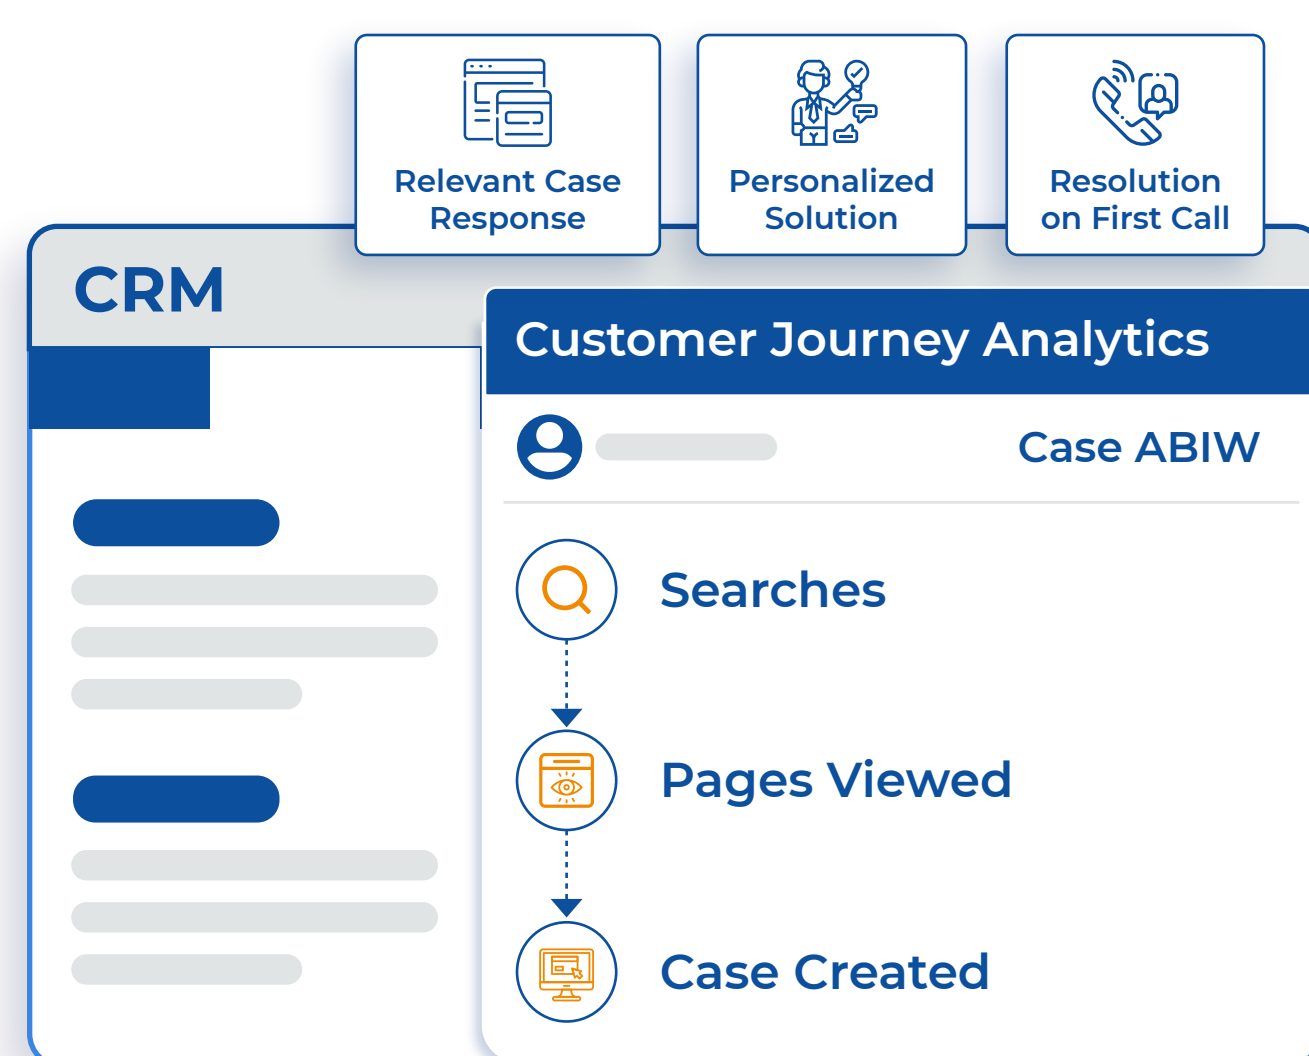 Relevant Case
Response
Personalized
Solution
Resolution
on First Call
CRM
Customer Journey Analytics
Case ABIW
Searches
Pages Viewed
Case Created